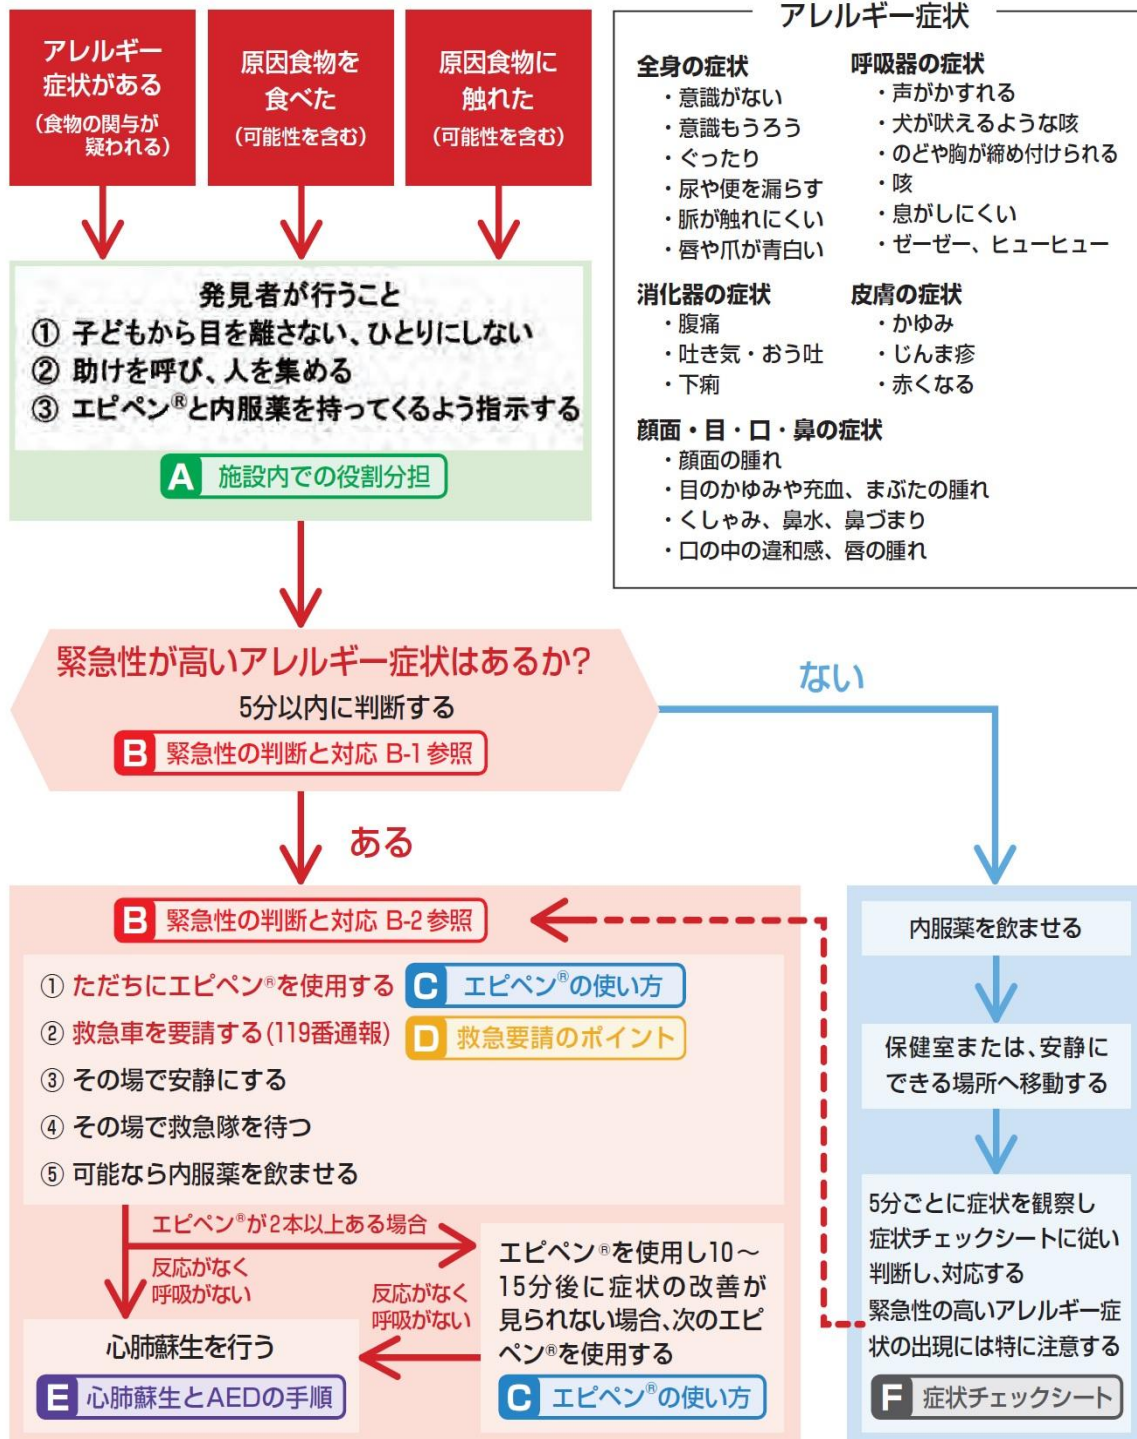 アレルギー
症状がある
（食物の関与が
疑われる）
原因食物を
食べた
（可能性を含む）
原因食物に
触れた
（可能性を含む）
アレルギー症状
全身の症状
・意識がない
・意識もうろう
・ぐったり
・尿や便を漏らす
・脈が触れにくい
・唇や爪が青白い
呼吸器の症状
・声がかすれる
・犬が吠えるような咳
・のどや胸が締め付けられる
・咳
・息がしにくい
・ゼーゼー、ヒューヒュー
消化器の症状
・腹痛
・吐き気・おう吐
・下痢
皮膚の症状
・かゆみ
・じんま疹
・赤くなる
顔面・目・口・鼻の症状
・顔面の腫れ
・目のかゆみや充血、まぶたの腫れ
・くしゃみ、鼻水、鼻づまり
・口の中の違和感、唇の腫れ
発見者が行うこと
① 子どもから目を離さない、ひとりにしない
② 助けを呼び、人を集める
③ エピペン®と内服薬を持ってくるよう指示する
A 施設内での役割分担
緊急性が高いアレルギー症状はあるか？
5分以内に判断する
B 緊急性の判断と対応 B-1参照
ない
ある
B 緊急性の判断と対応 B-2参照
① ただちにエピペン®を使用する C エピペン®の使い方
② 救急車を要請する(119番通報) D 救急要請のポイント
③ その場で安静にする
④ その場で救急隊を待つ
⑤ 可能なら内服薬を飲ませる
エピペン®が2本以上ある場合
反応がなく
呼吸がない
反応がなく
呼吸がない
エピペン®を使用し10～
15分後に症状の改善が
見られない場合、次のエピ
ペン®を使用する
C エピペン®の使い方
心肺蘇生を行う
E 心肺蘇生とAEDの手順
内服薬を飲ませる
保健室または、安静に
できる場所へ移動する
5分ごとに症状を観察し
症状チェックシートに従い
判断し、対応する
緊急性の高いアレルギー症
状の出現には特に注意する
F 症状チェックシート